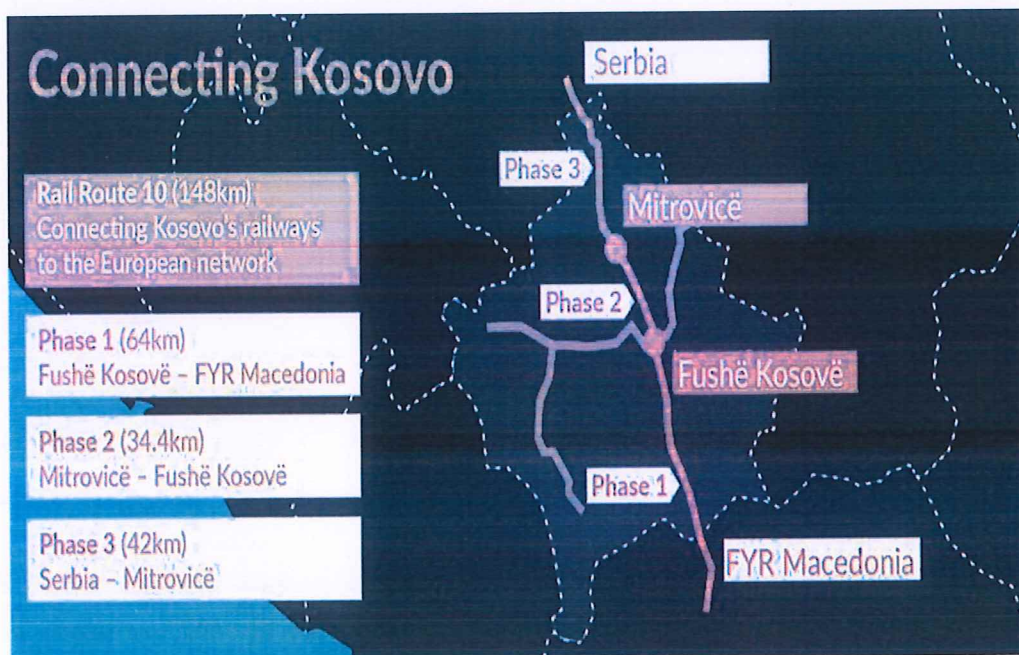 Connecting Kosovo
Rail Route 10 (148km)
Connecting Kosovo's railways
to the European network
Phase 1 (64km)
Fushë Kosovë – FYR Macedonia
Phase 2 (34.4km)
Mitrovicë – Fushë Kosovë
Phase 3 (42km)
Serbia – Mitrovicë
Serbia
Phase 3
Mitrovicë
Phase 2
Fushë Kosovë
Phase 1
FYR Macedonia